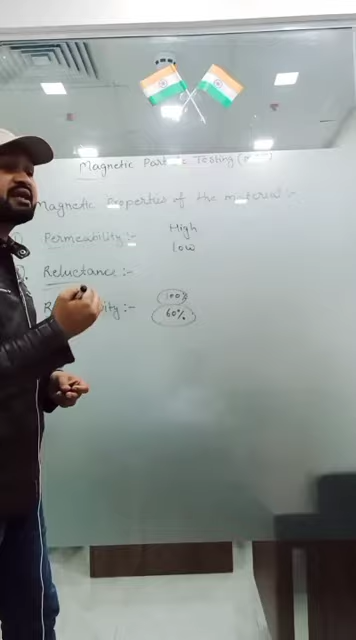 Magnetic Particle Testing (
Magnetic Properties of the material :-
Permeability :- High
Low
Reluctance :-
100%
60%